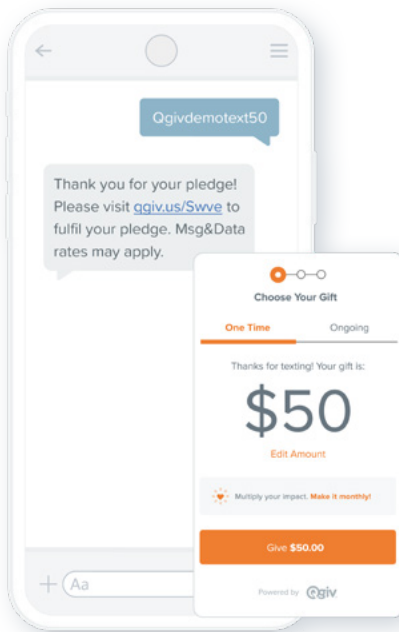 Qgivdemotext50
Thank you for your pledge!
Please visit qgiv.us/Swve to
fulfil your pledge. Msg&Data
rates may apply.
Choose Your Gift
One Time Ongoing
Thanks for texting! Your gift is:
$50
Edit Amount
Multiply your impact. Make it monthly!
Give $50.00
Powered by Qgiv
Aa